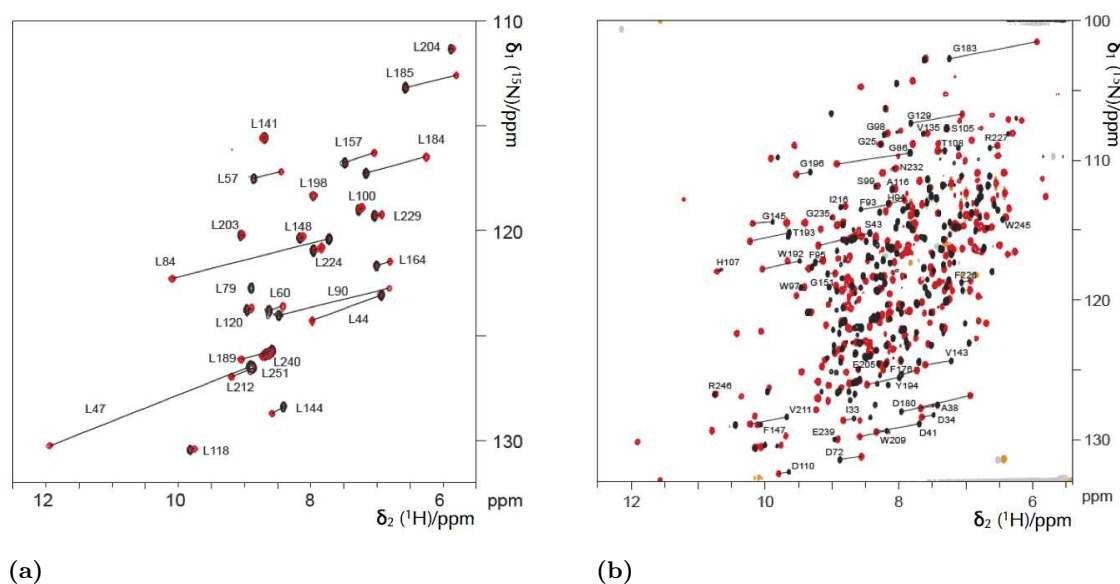 110
δ₁ (¹⁵N)/ppm
L204
L185
L141
L157
L184
L57
L198
L100
L229
120
L203
L148
L84
L224
L164
L79
L60
L90
L120
L44
L189
L240
L251
L212
L47
L144
L118
130
12
10
8
6
ppm
δ₂ (¹H)/ppm
(a)
100
δ₁ (¹⁵N)/ppm
G183
G129
G98
V135
S105
R227
G25
T108
G86
110
G196
N232
S99
A116
I216
F93
H94
G145
G235
S43
W245
T193
W192
F95
H107
G151
F226
W97
120
V143
E205
F176
Y194
R246
D180
A38
V211
I33
D34
F147
E239
D41
W209
130
D72
D110
12
10
8
6
ppm
δ₂ (¹H)/ppm
(b)